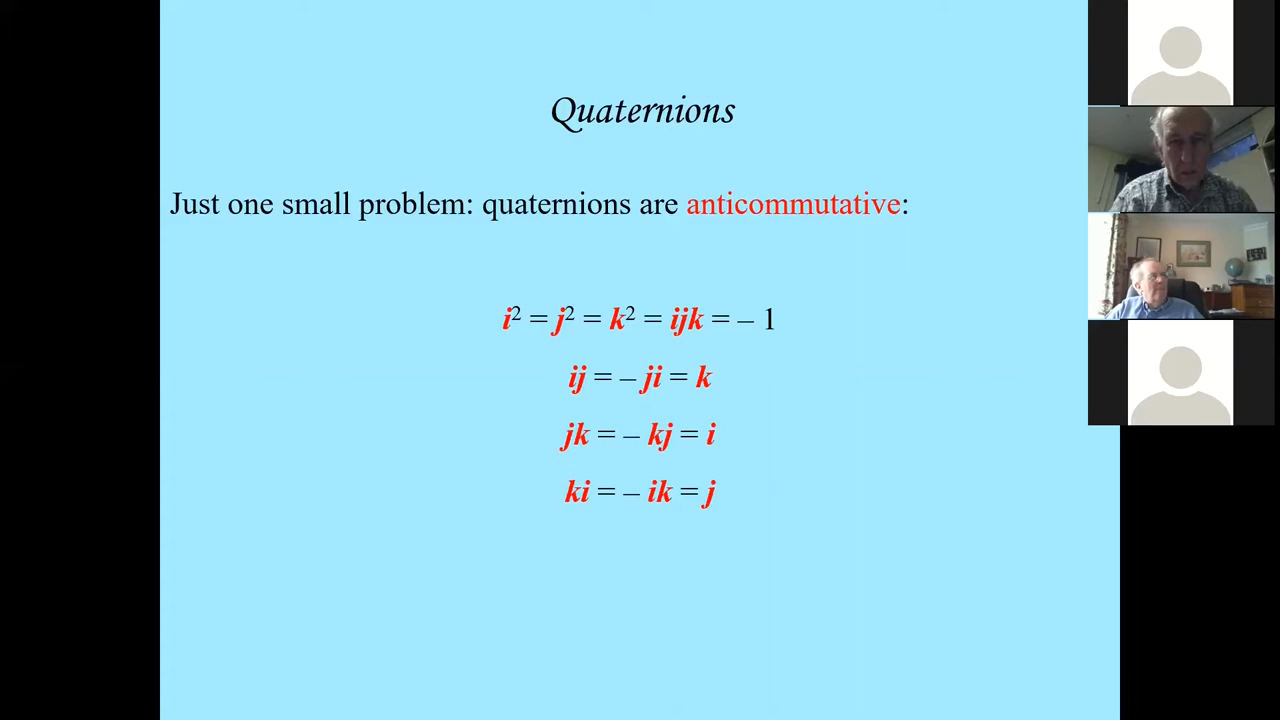 Quaternions
Just one small problem: quaternions are anticommutative:
i² = j² = k² = ijk = – 1
ij = – ji = k
jk = – kj = i
ki = – ik = j